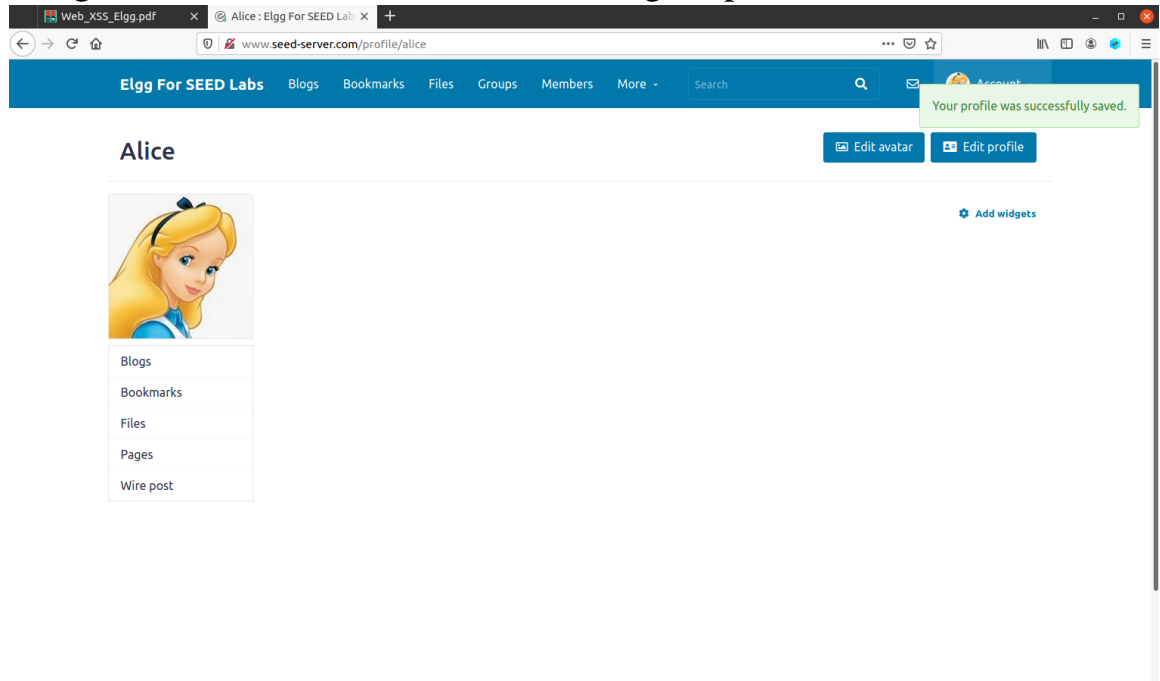 Web_XSS_Elgg.pdf
Alice : Elgg For SEED Lab
www.seed-server.com/profile/alice
Elgg For SEED Labs Blogs Bookmarks Files Groups Members More Search Account
Your profile was successfully saved.
Alice
Edit avatar Edit profile
Add widgets
Blogs
Bookmarks
Files
Pages
Wire post